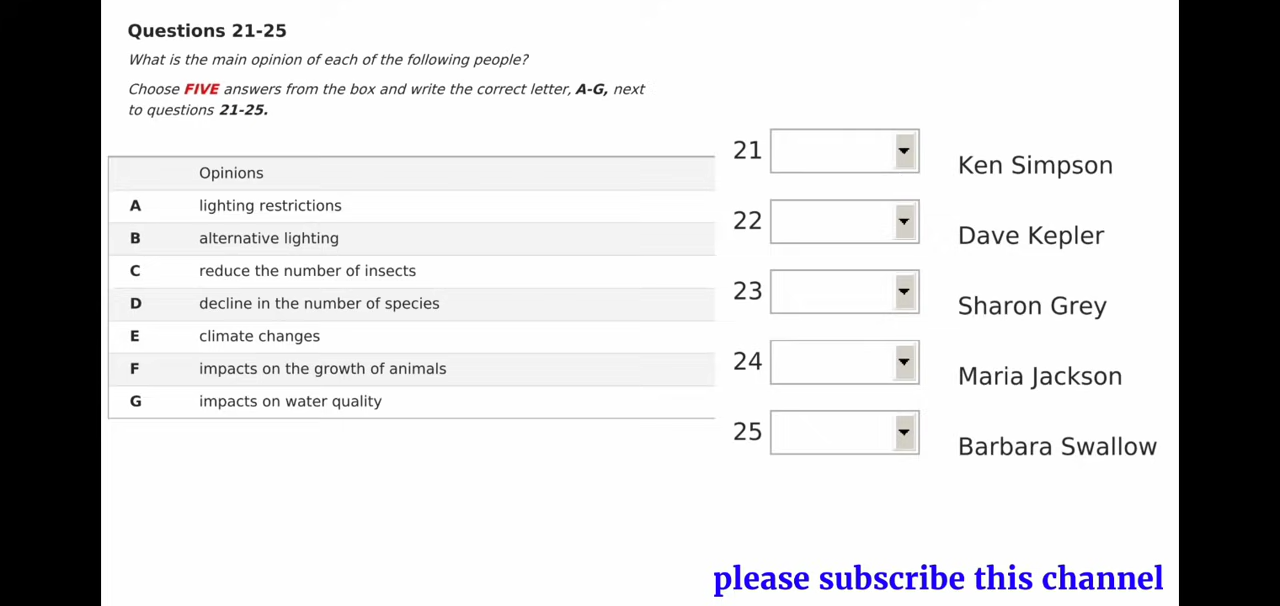 Questions 21-25
What is the main opinion of each of the following people?
Choose FIVE answers from the box and write the correct letter, A-G, next
to questions 21-25.
Opinions
A lighting restrictions
B alternative lighting
C reduce the number of insects
D decline in the number of species
E climate changes
F impacts on the growth of animals
G impacts on water quality
21 Ken Simpson
22 Dave Kepler
23 Sharon Grey
24 Maria Jackson
25 Barbara Swallow
please subscribe this channel